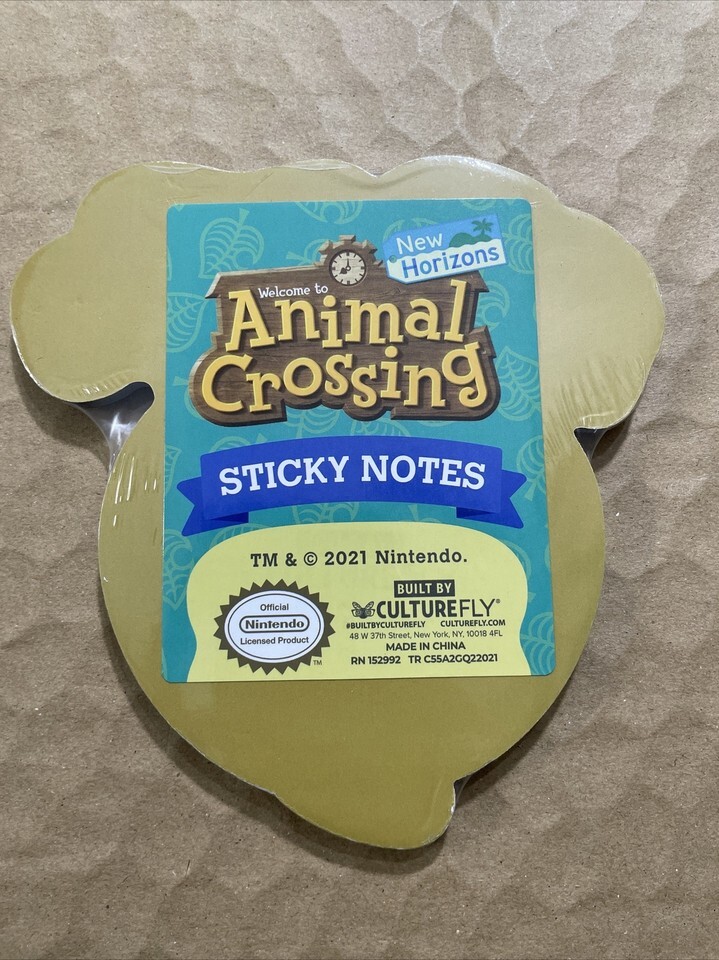 New
Horizons
Welcome to
Animal
Crossing
STICKY NOTES
TM & © 2021 Nintendo.
Official
Nintendo
Licensed Product
TM
BUILT BY
CULTUREFLY®
#BUILTBYCULTUREFLY CULTUREFLY.COM
48 W 37th Street, New York, NY, 10018 4FL
MADE IN CHINA
RN 152992 TR C55A2GQ22021